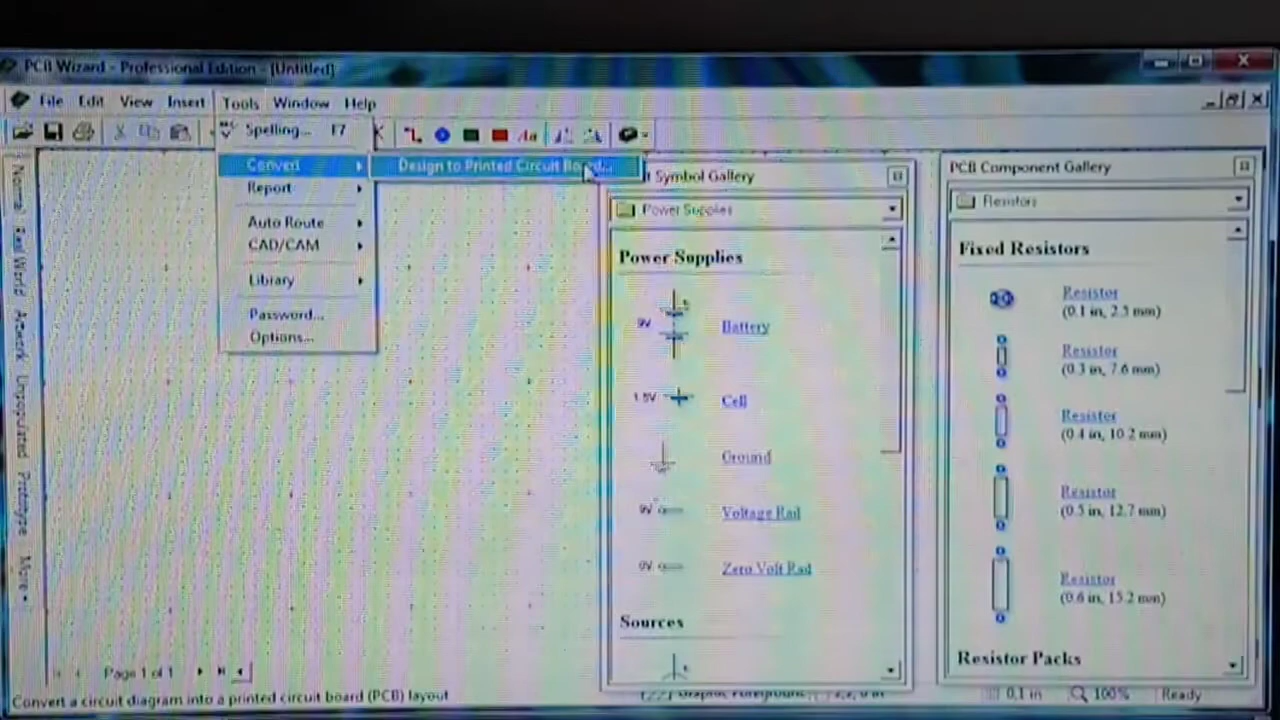 PCB Wizard - Professional Edition - [Untitled]
File Edit View Insert Tools Window Help
Spelling... F7
Convert
Design to Printed Circuit Board...
Report
Auto Route
CAD/CAM
Library
Password...
Options...
Symbol Gallery
Power Supplies
Power Supplies
9V Battery
1.5V Cell
Ground
9V Voltage Rail
0V Zero Volt Rail
Sources
PCB Component Gallery
Resistors
Fixed Resistors
Resistor
(0.1 in, 2.5 mm)
Resistor
(0.3 in, 7.6 mm)
Resistor
(0.4 in, 10.2 mm)
Resistor
(0.5 in, 12.7 mm)
Resistor
(0.6 in, 15.2 mm)
Resistor Packs
Normal Real World Artwork Unpopulated Prototype More
Page 1 of 1
Convert a circuit diagram into a printed circuit board (PCB) layout
0.1 in 100% Ready